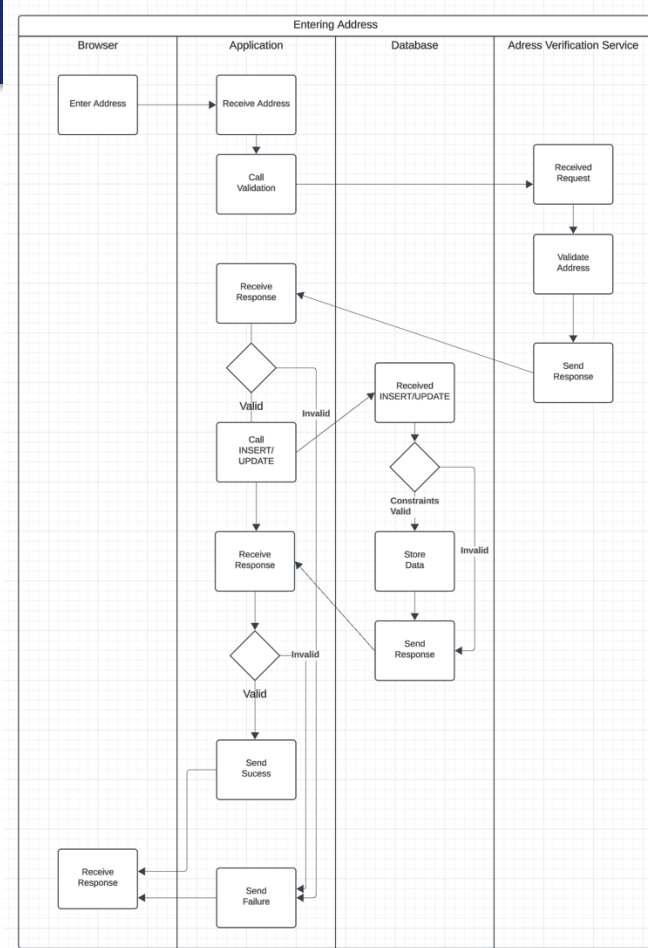 Entering Address
Browser
Application
Database
Adress Verification Service
Enter Address
Receive Address
Call
Validation
Received
Request
Validate
Address
Receive
Response
Send
Response
Valid
Invalid
Received
INSERT/UPDATE
Call
INSERT/
UPDATE
Constraints
Valid
Invalid
Receive
Response
Store
Data
Send
Response
Invalid
Valid
Send
Sucess
Receive
Response
Send
Failure